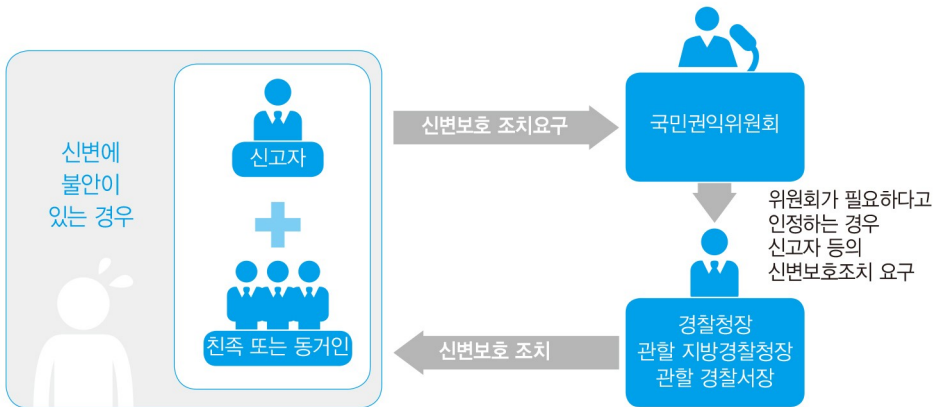 신변에
불안이
있는 경우
신고자
친족 또는 동거인
신변보호 조치요구
국민권익위원회
위원회가 필요하다고
인정하는 경우
신고자 등의
신변보호조치 요구
경찰청장
관할 지방경찰청장
관할 경찰서장
신변보호 조치